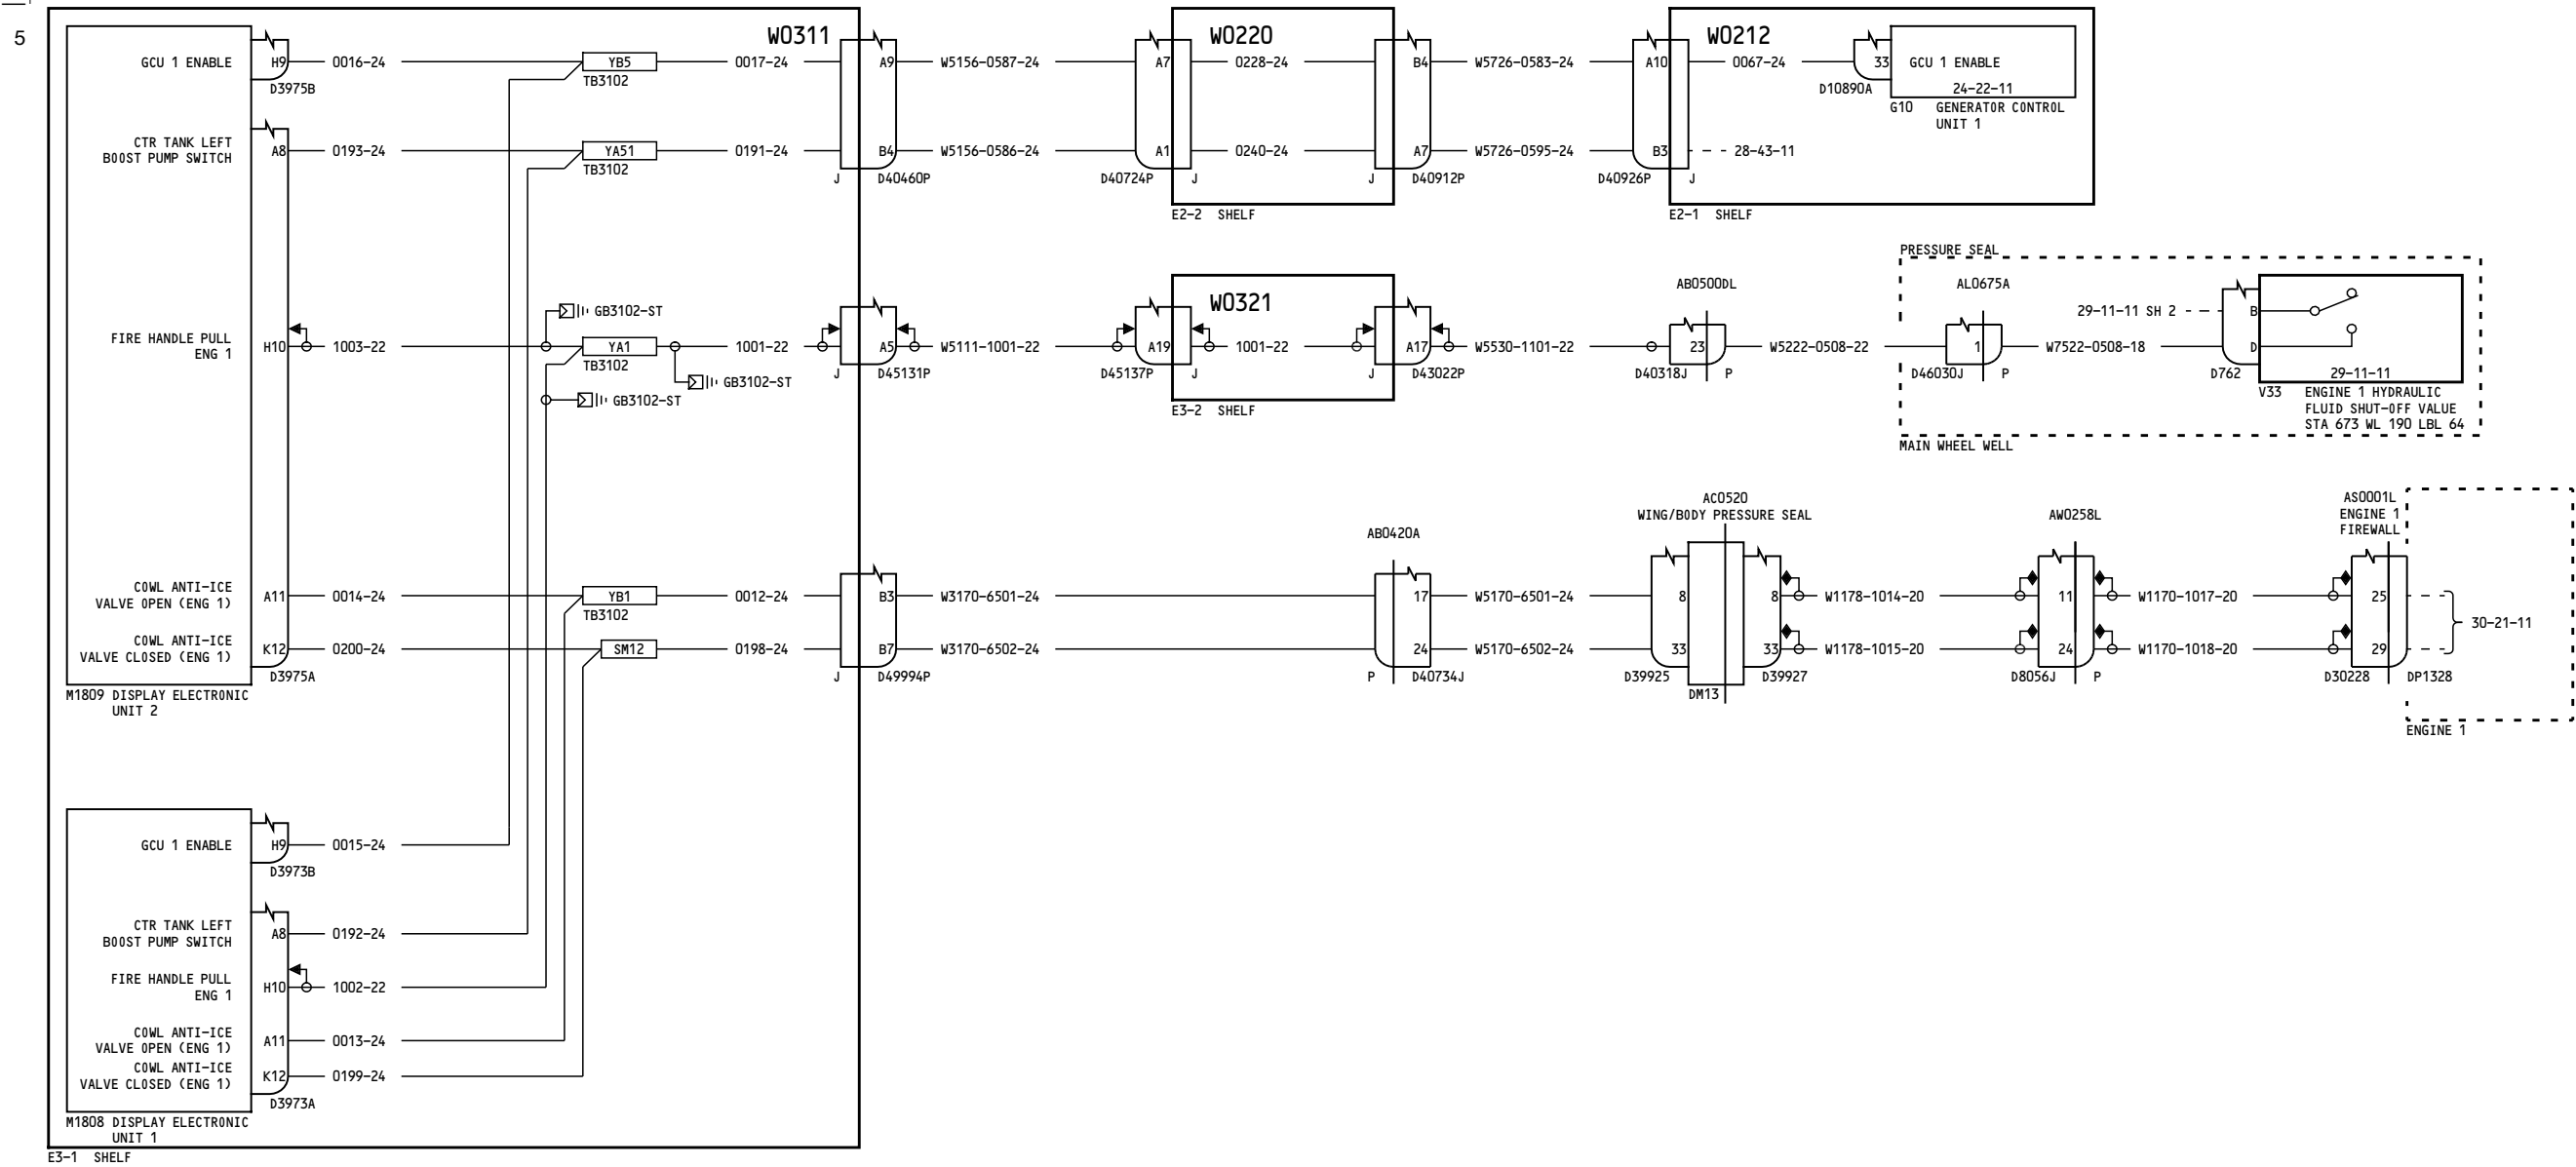 5
W0311
GCU 1 ENABLE
H9
0016-24
YB5
TB3102
0017-24
A9
D3975B
CTR TANK LEFT
BOOST PUMP SWITCH
A8
0193-24
YA51
TB3102
0191-24
B4
J
D40460P
W5156-0587-24
W5156-0586-24
W0220
A7
0228-24
B4
A1
0240-24
A7
D40724P
J
J
D40912P
E2-2 SHELF
W5726-0583-24
W5726-0595-24
W0212
A10
0067-24
33
GCU 1 ENABLE
24-22-11
D10890A
G10
GENERATOR CONTROL
UNIT 1
B3
28-43-11
D40926P
J
E2-1 SHELF
FIRE HANDLE PULL
ENG 1
H10
1003-22
GB3102-ST
YA1
TB3102
1001-22
GB3102-ST
GB3102-ST
A5
J
D45131P
W5111-1001-22
W0321
A19
1001-22
A17
D45137P
J
J
D43022P
E3-2 SHELF
W5530-1101-22
AB0500DL
23
D40318J
P
W5222-0508-22
PRESSURE SEAL
AL0675A
1
D46030J
P
W7522-0508-18
29-11-11 SH 2
B
D
D762
29-11-11
V33
ENGINE 1 HYDRAULIC
FLUID SHUT-OFF VALUE
STA 673 WL 190 LBL 64
MAIN WHEEL WELL
COWL ANTI-ICE
VALVE OPEN (ENG 1)
A11
0014-24
YB1
TB3102
0012-24
B3
COWL ANTI-ICE
VALVE CLOSED (ENG 1)
K12
0200-24
SM12
0198-24
B7
D3975A
J
D49994P
M1809 DISPLAY ELECTRONIC
UNIT 2
W3170-6501-24
W3170-6502-24
AB0420A
17
24
P
D40734J
W5170-6501-24
W5170-6502-24
AC0520
WING/BODY PRESSURE SEAL
8
8
33
33
D39925
DM13
D39927
W1178-1014-20
W1178-1015-20
AW0258L
11
24
D8056J
P
W1170-1017-20
W1170-1018-20
AS0001L
ENGINE 1
FIREWALL
25
29
D30228
DP1328
30-21-11
ENGINE 1
GCU 1 ENABLE
H9
0015-24
D3973B
CTR TANK LEFT
BOOST PUMP SWITCH
A8
0192-24
FIRE HANDLE PULL
ENG 1
H10
1002-22
COWL ANTI-ICE
VALVE OPEN (ENG 1)
A11
0013-24
COWL ANTI-ICE
VALVE CLOSED (ENG 1)
K12
0199-24
D3973A
M1808 DISPLAY ELECTRONIC
UNIT 1
E3-1 SHELF